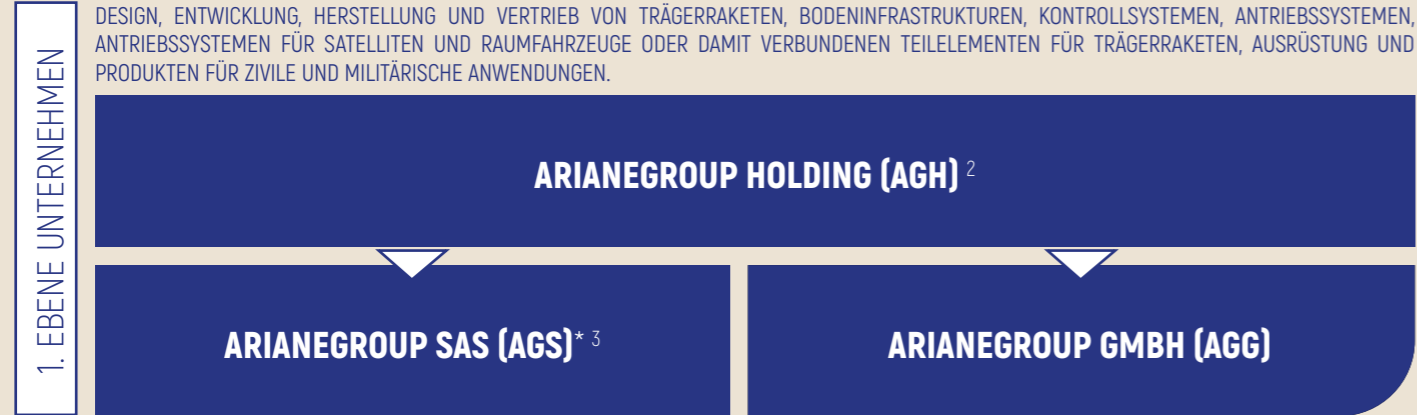 DESIGN, ENTWICKLUNG, HERSTELLUNG UND VERTRIEB VON TRÄGERRAKETEN, BODENINFRASTRUKTUREN, KONTROLLSYSTEMEN, ANTRIEBSSYSTEMEN,
ANTRIEBSSYSTEMEN FÜR SATELLITEN UND RAUMFAHRZEUGE ODER DAMIT VERBUNDENEN TEILELEMENTEN FÜR TRÄGERRAKETEN, AUSRÜSTUNG UND
PRODUKTEN FÜR ZIVILE UND MILITÄRISCHE ANWENDUNGEN.
1. EBENE UNTERNEHMEN
ARIANEGROUP HOLDING (AGH) 2
ARIANEGROUP SAS (AGS)* 3
ARIANEGROUP GMBH (AGG)